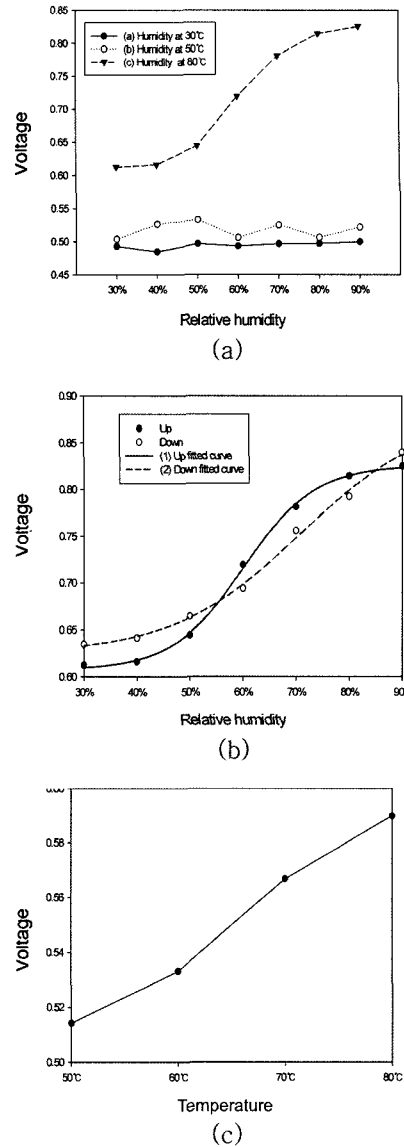 0.85
0.80
0.75
0.70
0.65
0.60
0.55
0.50
0.45
Voltage
(a) Humidity at 30℃
(b) Humidity at 50℃
(c) Humidity at 80℃
30% 40% 50% 60% 70% 80% 90%
Relative humidity
(a)
0.90
0.85
0.80
0.75
0.70
0.65
0.60
Voltage
Up
Down
(1) Up fitted curve
(2) Down fitted curve
30% 40% 50% 60% 70% 80% 90%
Relative humidity
(b)
0.60
0.58
0.56
0.54
0.52
0.50
Voltage
50℃ 60℃ 70℃ 80℃
Temperature
(c)